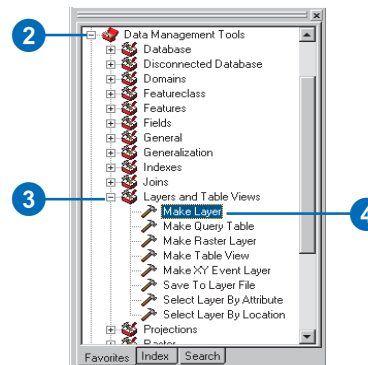 2
Data Management Tools
Database
Disconnected Database
Domains
Featureclass
Features
Fields
General
Generalization
Indexes
Joins
3
Layers and Table Views
Make Layer
4
Make Query Table
Make Raster Layer
Make Table View
Make XY Event Layer
Save To Layer File
Select Layer By Attribute
Select Layer By Location
Projections
Raster
Favorites Index Search